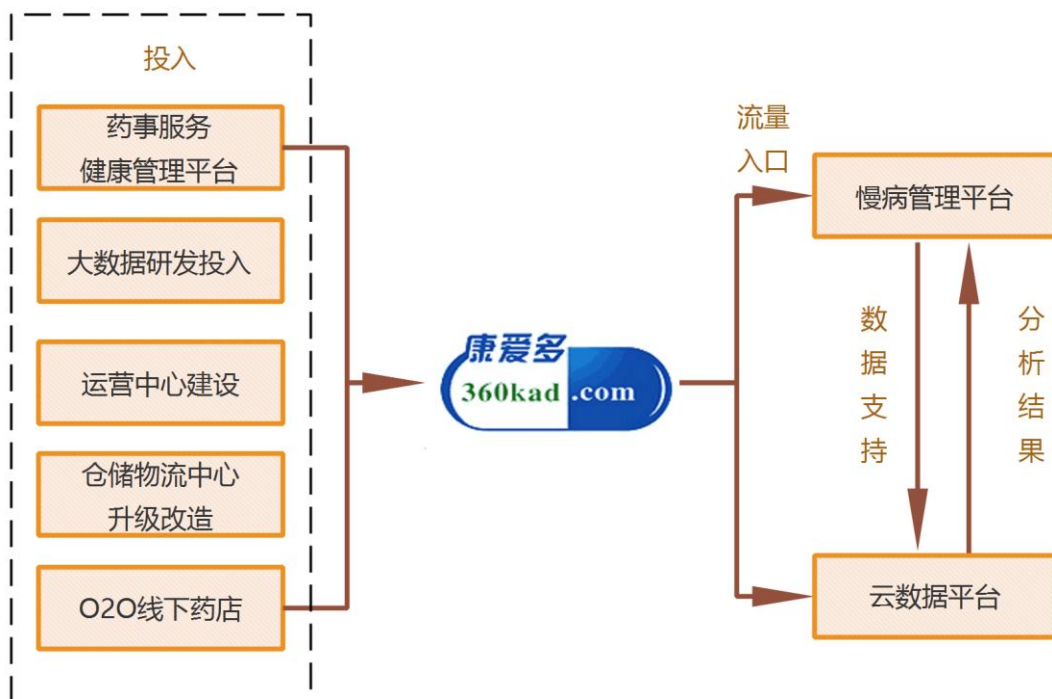 投入
药事服务
健康管理平台
大数据研发投入
运营中心建设
仓储物流中心
升级改造
O2O线下药店
康爱多
360kad.com
流量
入口
慢病管理平台
数据支持
分析结果
云数据平台